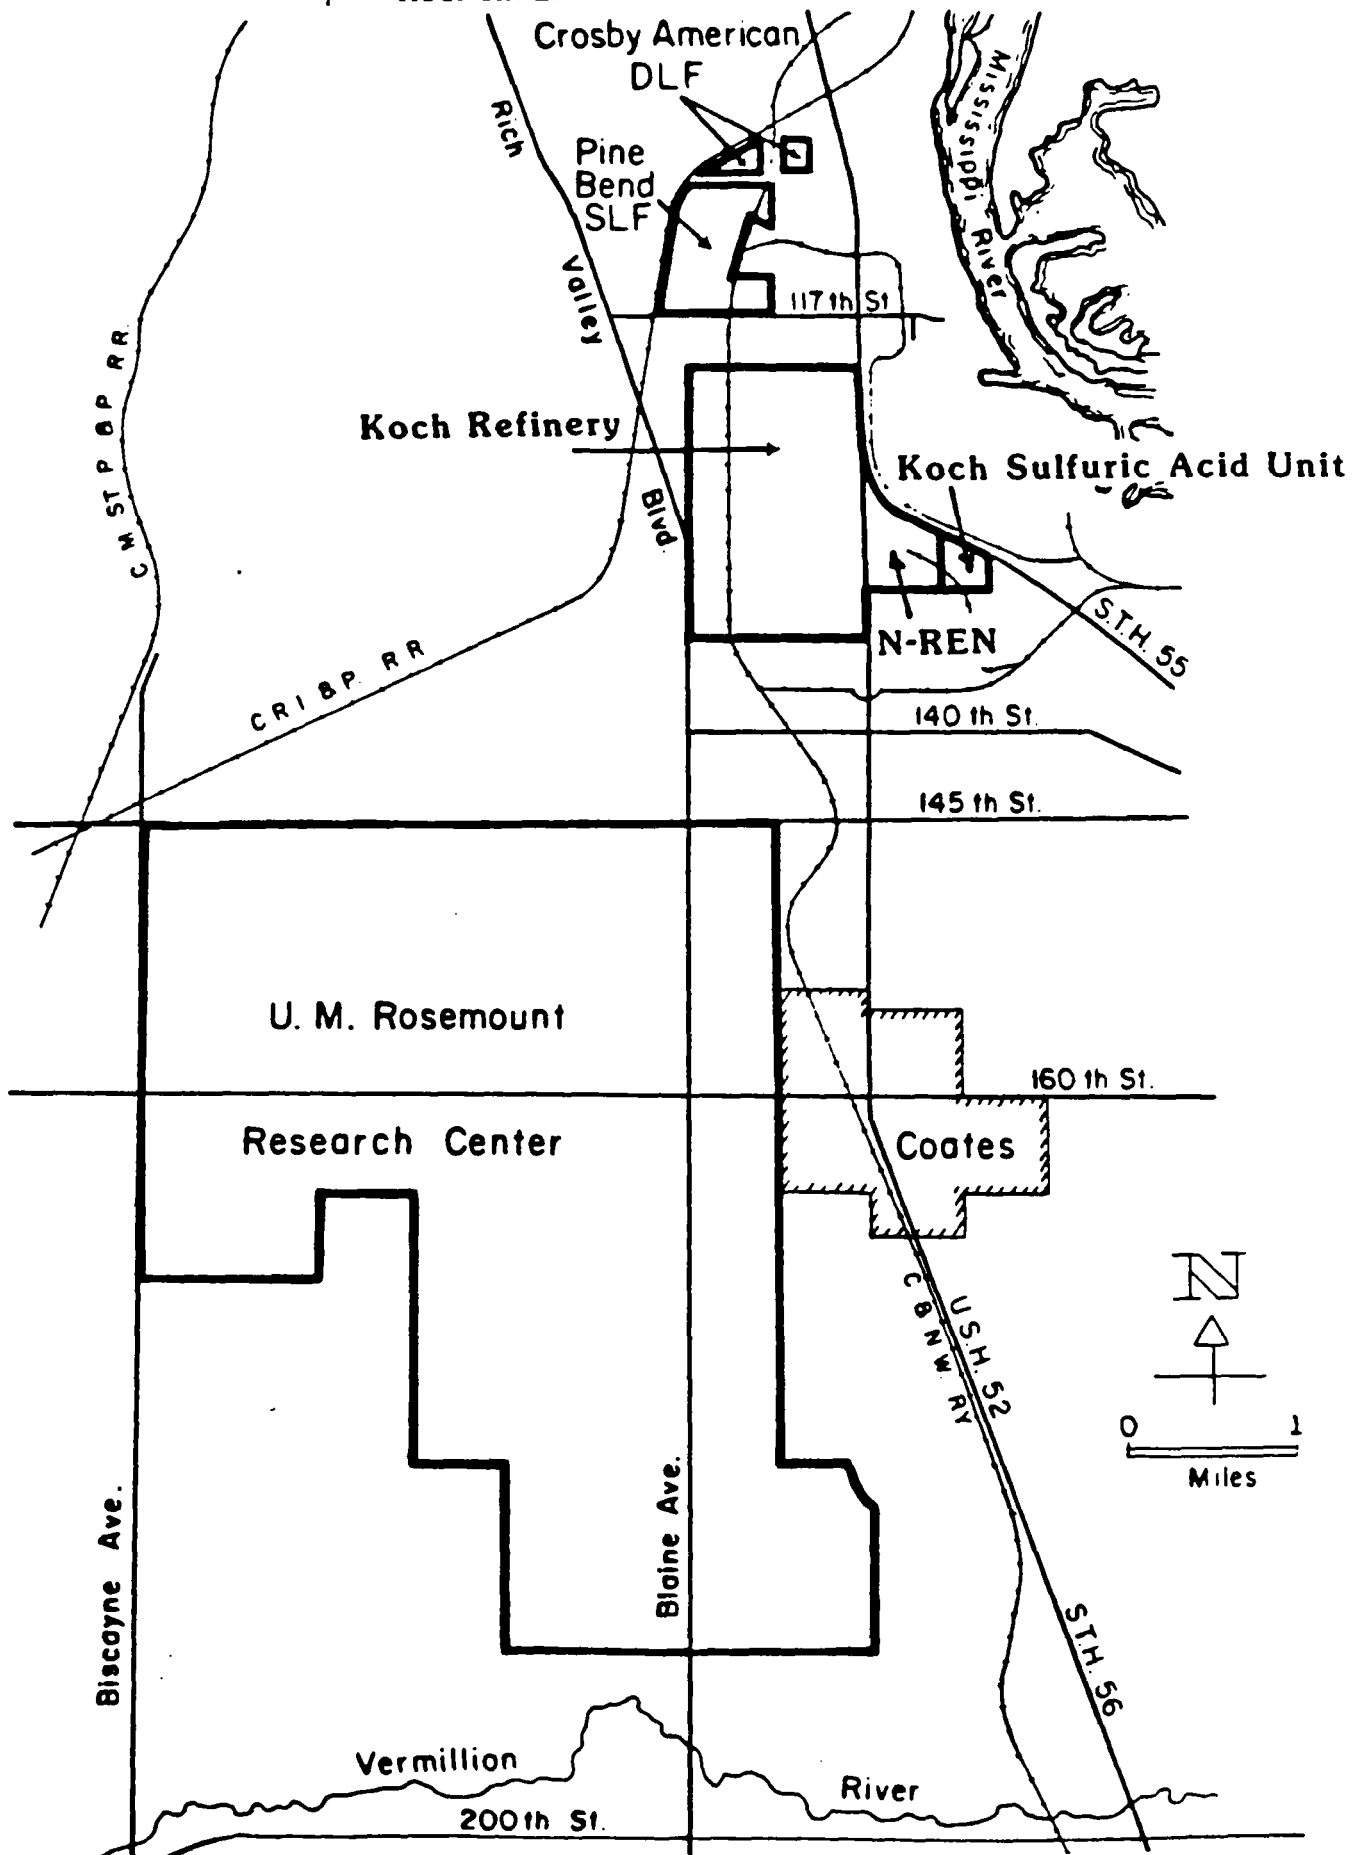 Crosby American
DLF
Mississippi River
Rich Valley Blvd.
Pine
Bend
SLF
117th St
C M ST P & P RR
Koch Refinery
Koch Sulfuric Acid Unit
N-REN
S.T.H. 55
C R I & P RR
140th St.
145th St.
U. M. Rosemount
160th St.
Research Center
Coates
N
C & N W RY
U.S.H. 52
0 1
Miles
Biscayne Ave.
Blaine Ave.
S.T.H. 56
Vermillion
River
200th St.